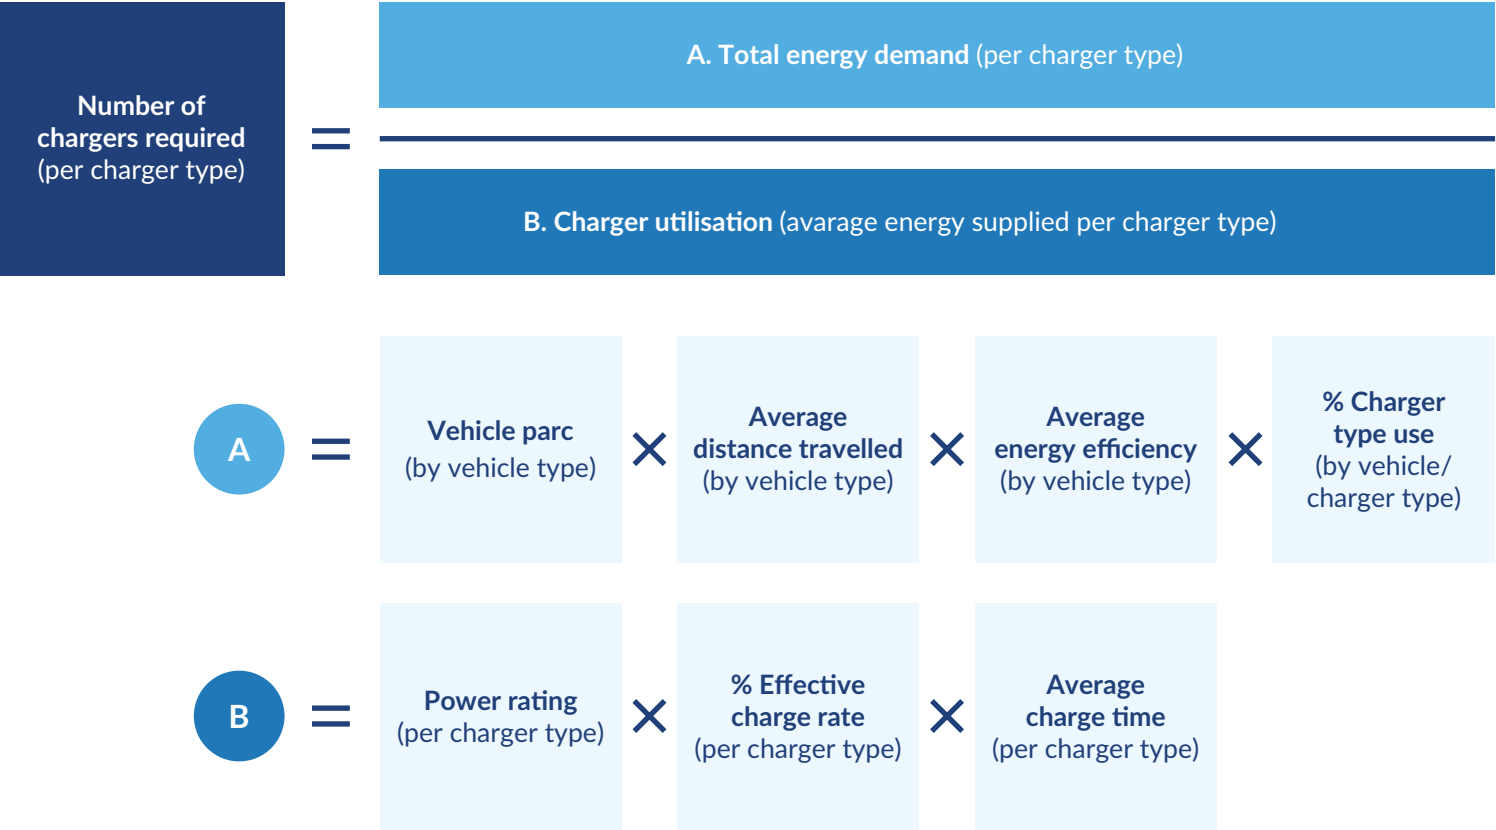 Number of
chargers required
(per charger type)
=
A. Total energy demand (per charger type)
B. Charger utilisation (avarage energy supplied per charger type)
A
=
Vehicle parc
(by vehicle type)
×
Average
distance travelled
(by vehicle type)
×
Average
energy efficiency
(by vehicle type)
×
% Charger
type use
(by vehicle/
charger type)
B
=
Power rating
(per charger type)
×
% Effective
charge rate
(per charger type)
×
Average
charge time
(per charger type)